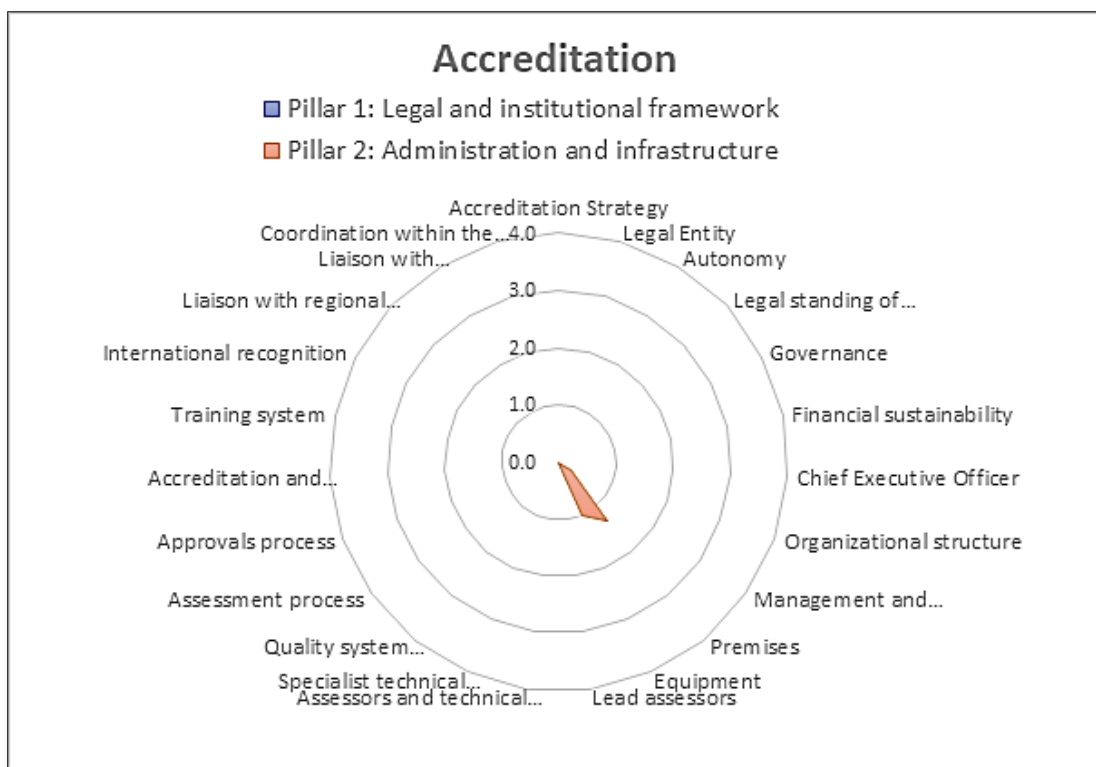 Accreditation
Pillar 1: Legal and institutional framework
Pillar 2: Administration and infrastructure
Accreditation Strategy
Coordination within the...
4.0
Legal Entity
Liaison with...
Autonomy
Liaison with regional...
3.0
Legal standing of...
International recognition
2.0
Governance
Training system
1.0
Financial sustainability
0.0
Accreditation and...
Chief Executive Officer
Approvals process
Organizational structure
Assessment process
Management and...
Quality system...
Premises
Specialist technical...
Equipment
Assessors and technical...
Lead assessors